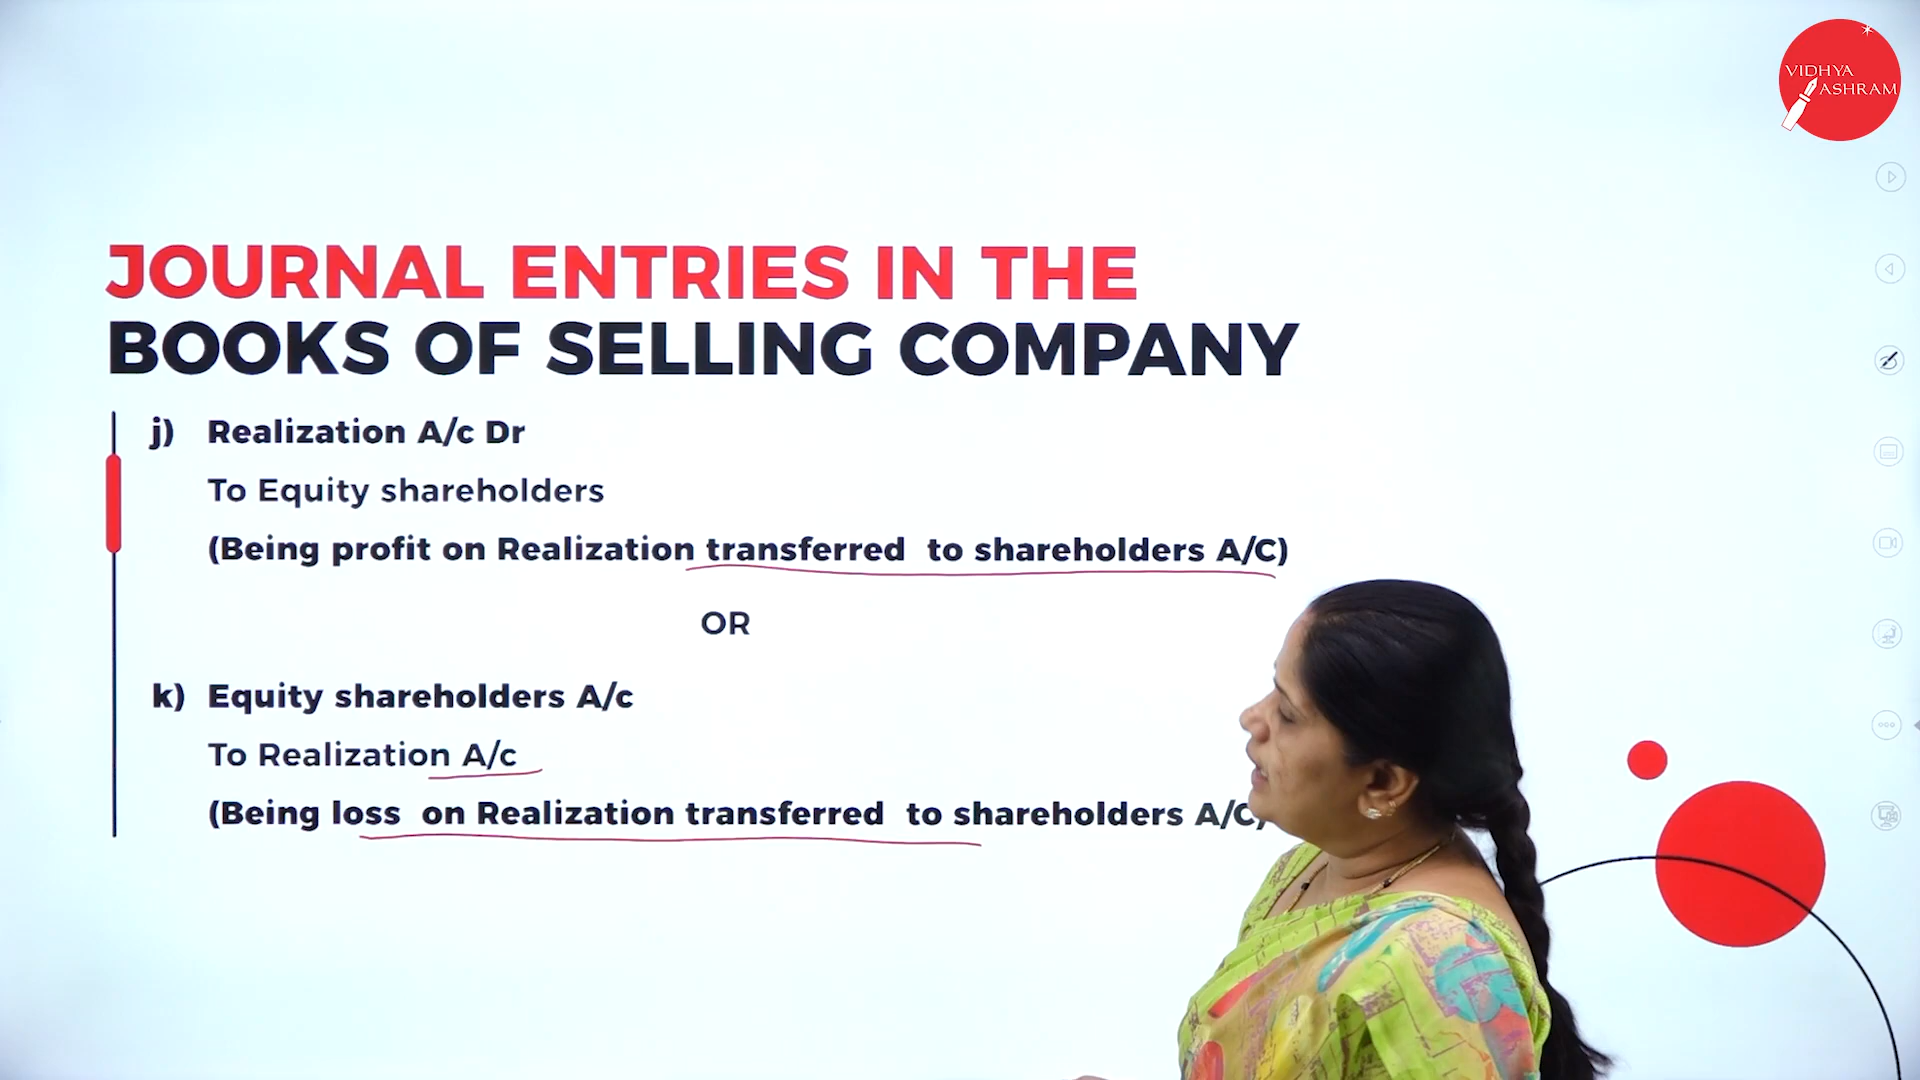 VIDHYA
ASHRAM
JOURNAL ENTRIES IN THE
BOOKS OF SELLING COMPANY
j) Realization A/c Dr
To Equity shareholders
(Being profit on Realization transferred to shareholders A/C)
OR
k) Equity shareholders A/c
To Realization A/c
(Being loss on Realization transferred to shareholders A/C)